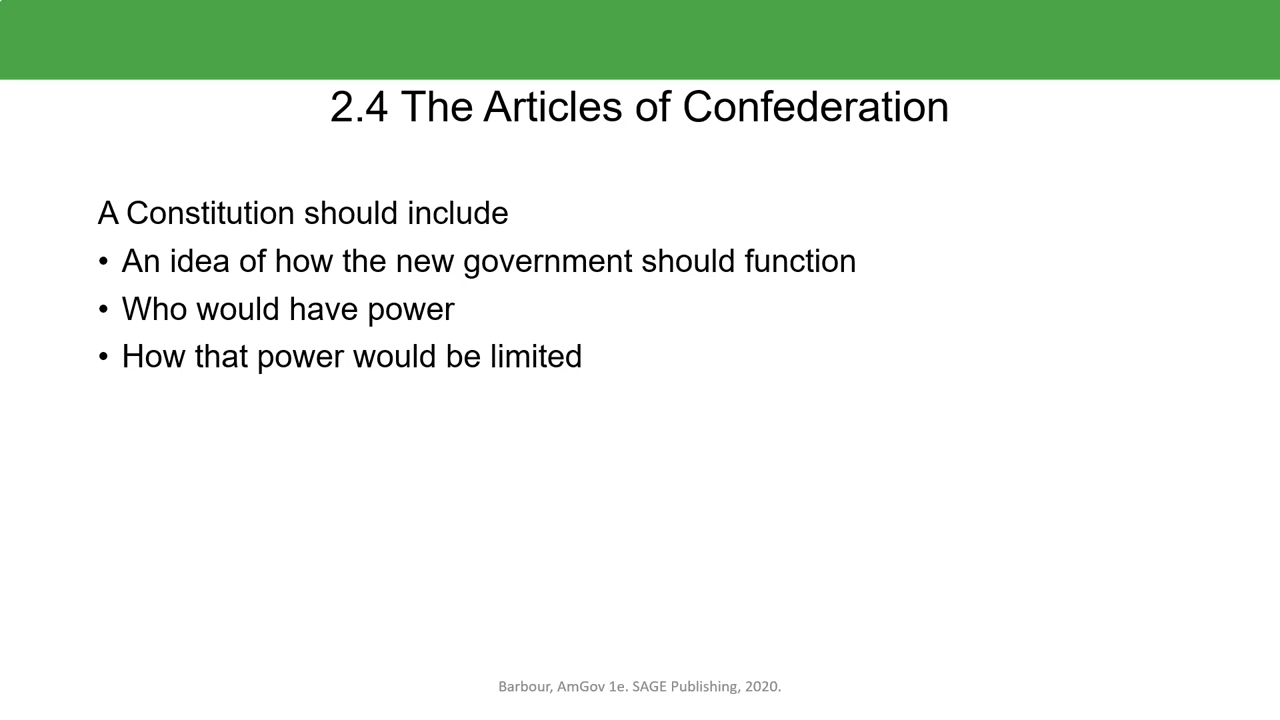 2.4 The Articles of Confederation
A Constitution should include
• An idea of how the new government should function
• Who would have power
• How that power would be limited
Barbour, AmGov 1e. SAGE Publishing, 2020.